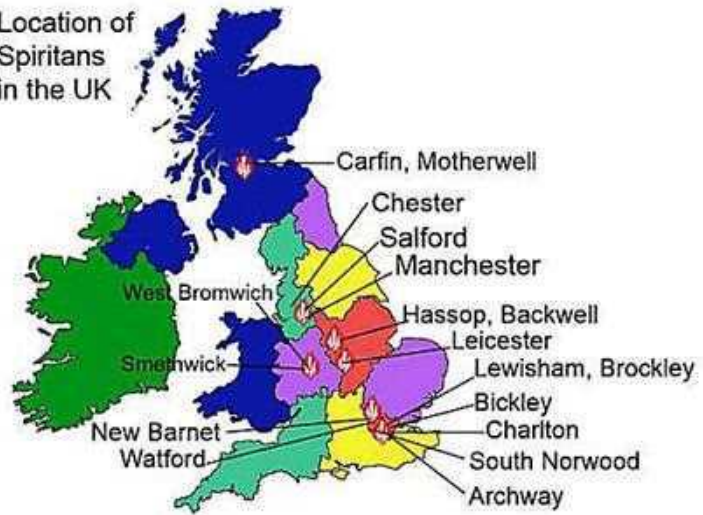 Location of
Spiritans
in the UK
Carfin, Motherwell
Chester
Salford
Manchester
West Bromwich
Hassop, Backwell
Leicester
Smethwick
Lewisham, Brockley
Bickley
New Barnet
Charlton
Watford
South Norwood
Archway